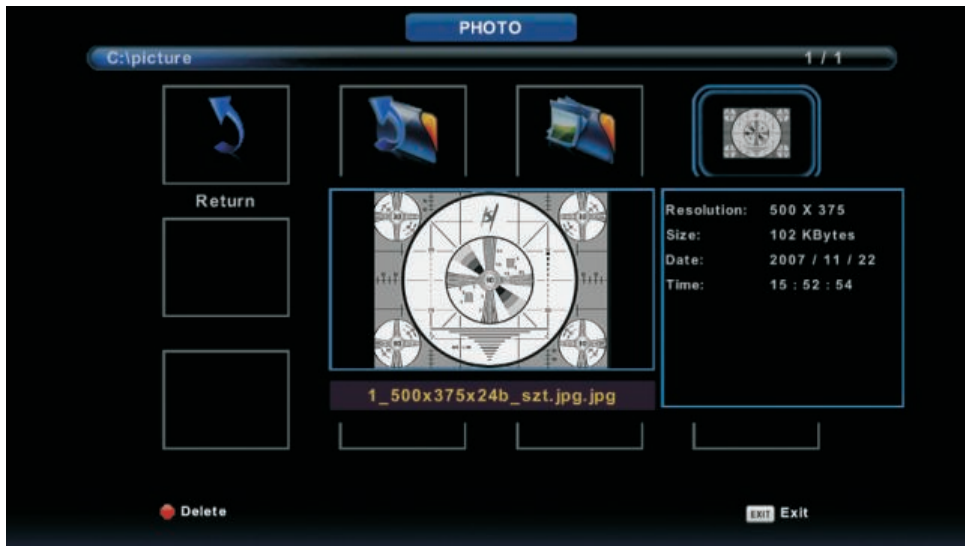 PHOTO
C:\picture
1 / 1
Return
Resolution: 500 X 375
Size: 102 KBytes
Date: 2007 / 11 / 22
Time: 15 : 52 : 54
1_500x375x24b_szt.jpg.jpg
Delete
EXIT Exit